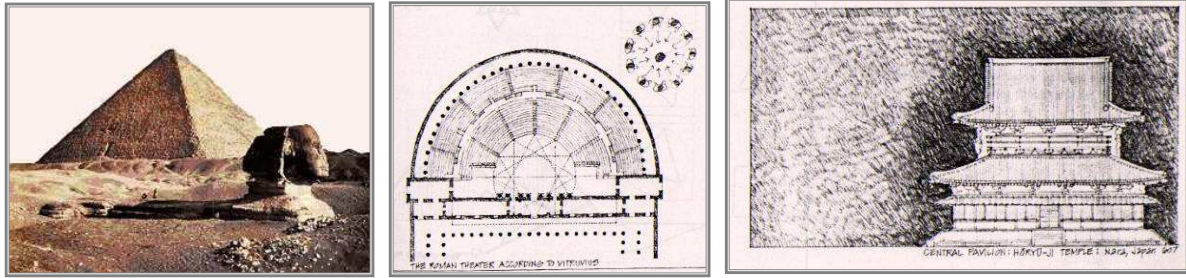 THE ROMAN THEATER ACCORDING TO VITRUVIUS
CENTRAL PAVILION: HŌRYŪ-JI TEMPLE: Nara, Japan 607